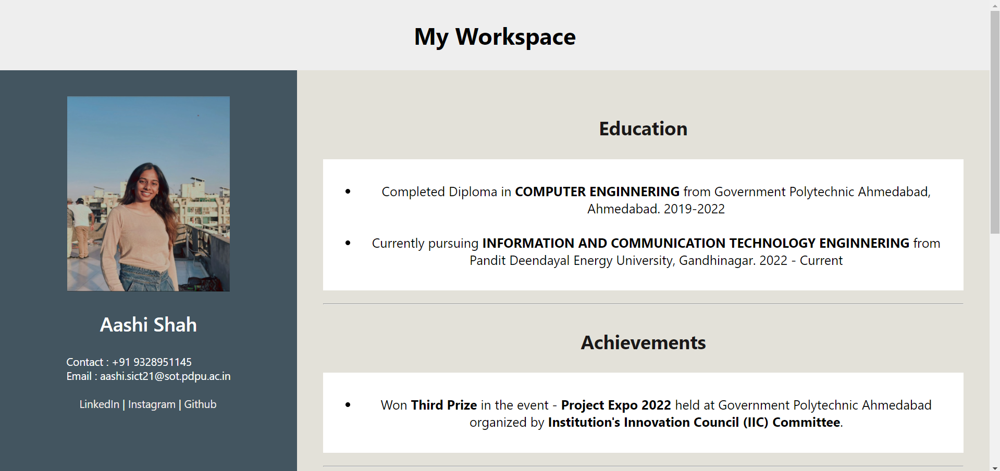 My Workspace
Aashi Shah
Contact : +91 9328951145
Email : aashi.sict21@sot.pdpu.ac.in
LinkedIn | Instagram | Github
Education
Completed Diploma in COMPUTER ENGINNERING from Government Polytechnic Ahmedabad,
Ahmedabad. 2019-2022
Currently pursuing INFORMATION AND COMMUNICATION TECHNOLOGY ENGINNERING from
Pandit Deendayal Energy University, Gandhinagar. 2022 - Current
Achievements
Won Third Prize in the event - Project Expo 2022 held at Government Polytechnic Ahmedabad
organized by Institution's Innovation Council (IIC) Committee.